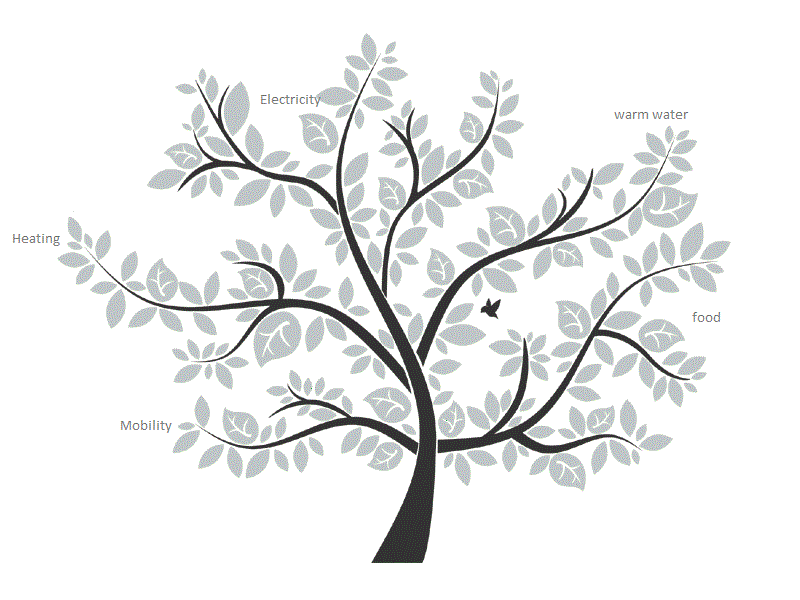 Electricity
warm water
Heating
food
Mobility